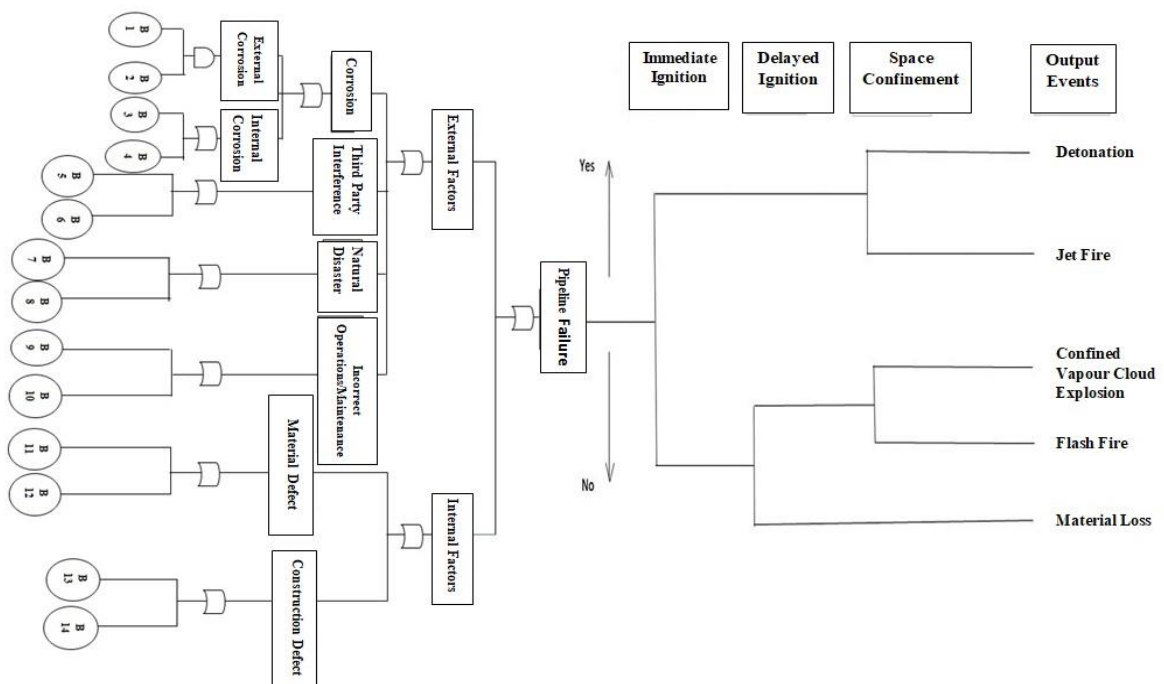 B
1
B
2
B
3
B
4
B
5
B
6
B
7
B
8
B
9
B
10
B
11
B
12
B
13
B
14
External
Corrosion
Internal
Corrosion
Corrosion
Third Party
Interference
Natural
Disaster
Incorrect
Operations/Maintenance
Material Defect
Construction Defect
External Factors
Internal Factors
Pipeline Failure
Yes
No
Immediate
Ignition
Delayed
Ignition
Space
Confinement
Output
Events
Detonation
Jet Fire
Confined
Vapour Cloud
Explosion
Flash Fire
Material Loss